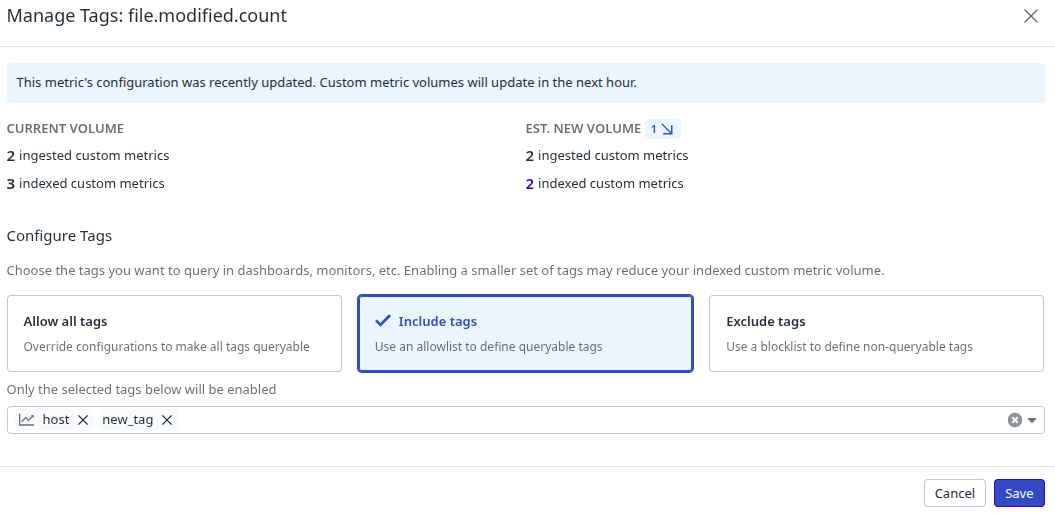 Manage Tags: file.modified.count
This metric's configuration was recently updated. Custom metric volumes will update in the next hour.
CURRENT VOLUME
2 ingested custom metrics
3 indexed custom metrics
EST. NEW VOLUME 1
2 ingested custom metrics
2 indexed custom metrics
Configure Tags
Choose the tags you want to query in dashboards, monitors, etc. Enabling a smaller set of tags may reduce your indexed custom metric volume.
Allow all tags
Override configurations to make all tags queryable
Include tags
Use an allowlist to define queryable tags
Exclude tags
Use a blocklist to define non-queryable tags
Only the selected tags below will be enabled
host new_tag
Cancel Save